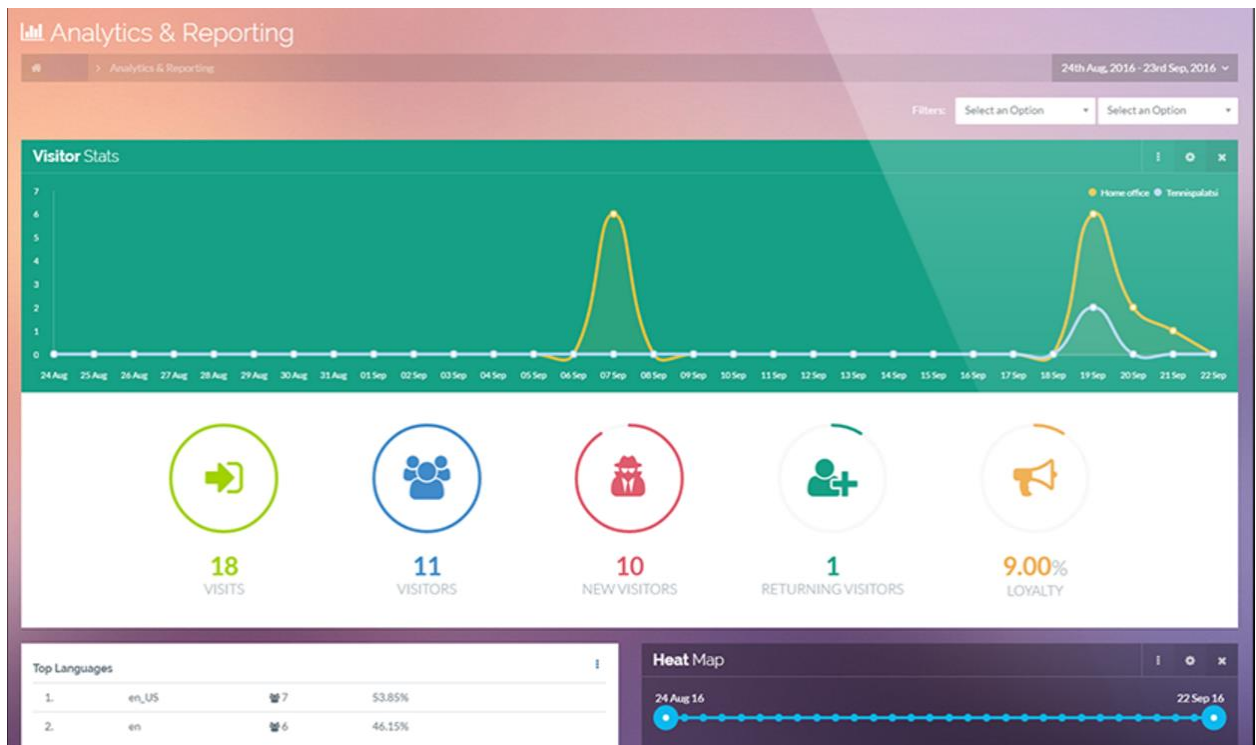 Analytics & Reporting
> Analytics & Reporting
24th Aug, 2016 - 23rd Sep, 2016
Filters: Select an Option Select an Option
Visitor Stats
Home office Tennispalatsi
7
6
5
4
3
2
1
0
24 Aug 25 Aug 26 Aug 27 Aug 28 Aug 29 Aug 30 Aug 31 Aug 01 Sep 02 Sep 03 Sep 04 Sep 05 Sep 06 Sep 07 Sep 08 Sep 09 Sep 10 Sep 11 Sep 12 Sep 13 Sep 14 Sep 15 Sep 16 Sep 17 Sep 18 Sep 19 Sep 20 Sep 21 Sep 22 Sep
18 11 10 1 9.00%
VISITS VISITORS NEW VISITORS RETURNING VISITORS LOYALTY
Top Languages
1. en_US 7 53.85%
2. en 6 46.15%
Heat Map
24 Aug 16 22 Sep 16